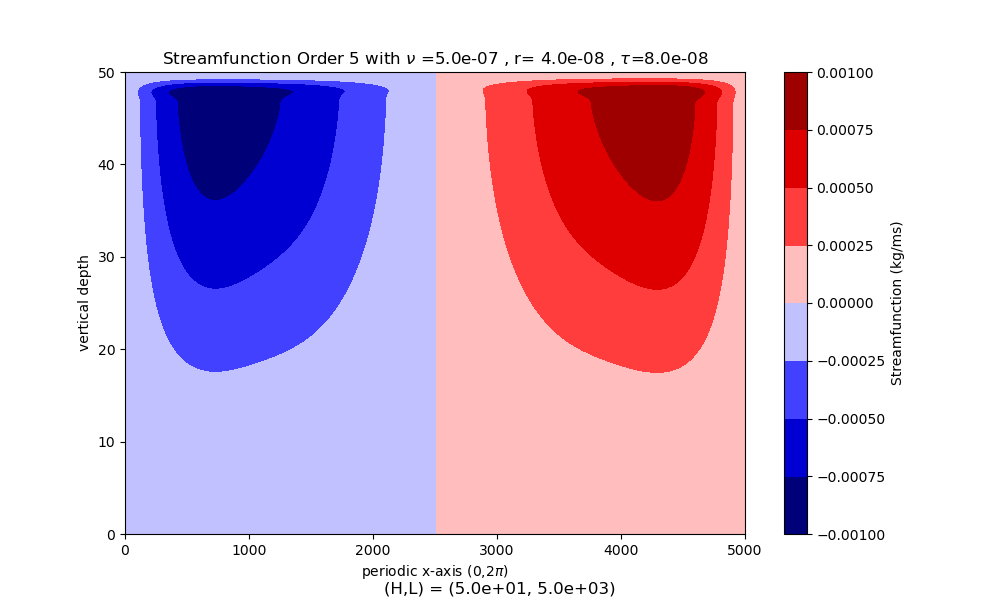 Streamfunction Order 5 with ν =5.0e-07 , r= 4.0e-08 , τ=8.0e-08
50
40
30
20
10
0
vertical depth
0 1000 2000 3000 4000 5000
periodic x-axis (0,2π)
(H,L) = (5.0e+01, 5.0e+03)
0.00100
0.00075
0.00050
0.00025
0.00000
−0.00025
−0.00050
−0.00075
−0.00100
Streamfunction (kg/ms)